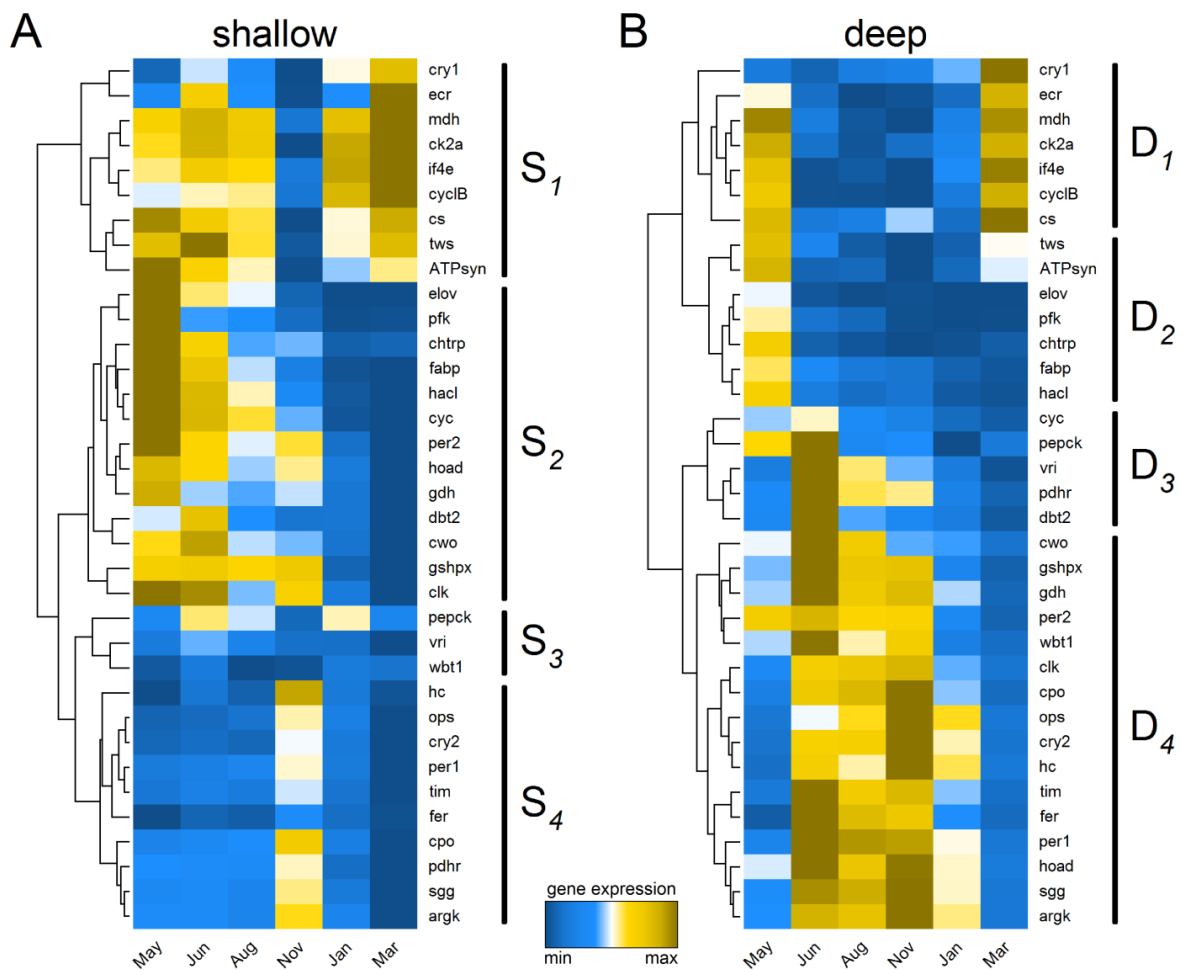 A
shallow
cry1
ecr
mdh
ck2a
if4e
cyclB
cs
tws
ATPsyn
elov
pfk
chtrp
fabp
hacl
cyc
per2
hoad
gdh
dbt2
cwo
gshpx
clk
pepck
vri
wbt1
hc
ops
cry2
per1
tim
fer
cpo
pdhr
sgg
argk
S1
S2
S3
S4
May Jun Aug Nov Jan Mar
gene expression
min max
B
deep
cry1
ecr
mdh
ck2a
if4e
cyclB
cs
tws
ATPsyn
elov
pfk
chtrp
fabp
hacl
cyc
pepck
vri
pdhr
dbt2
cwo
gshpx
gdh
per2
wbt1
clk
cpo
ops
cry2
hc
tim
fer
per1
hoad
sgg
argk
D1
D2
D3
D4
May Jun Aug Nov Jan Mar